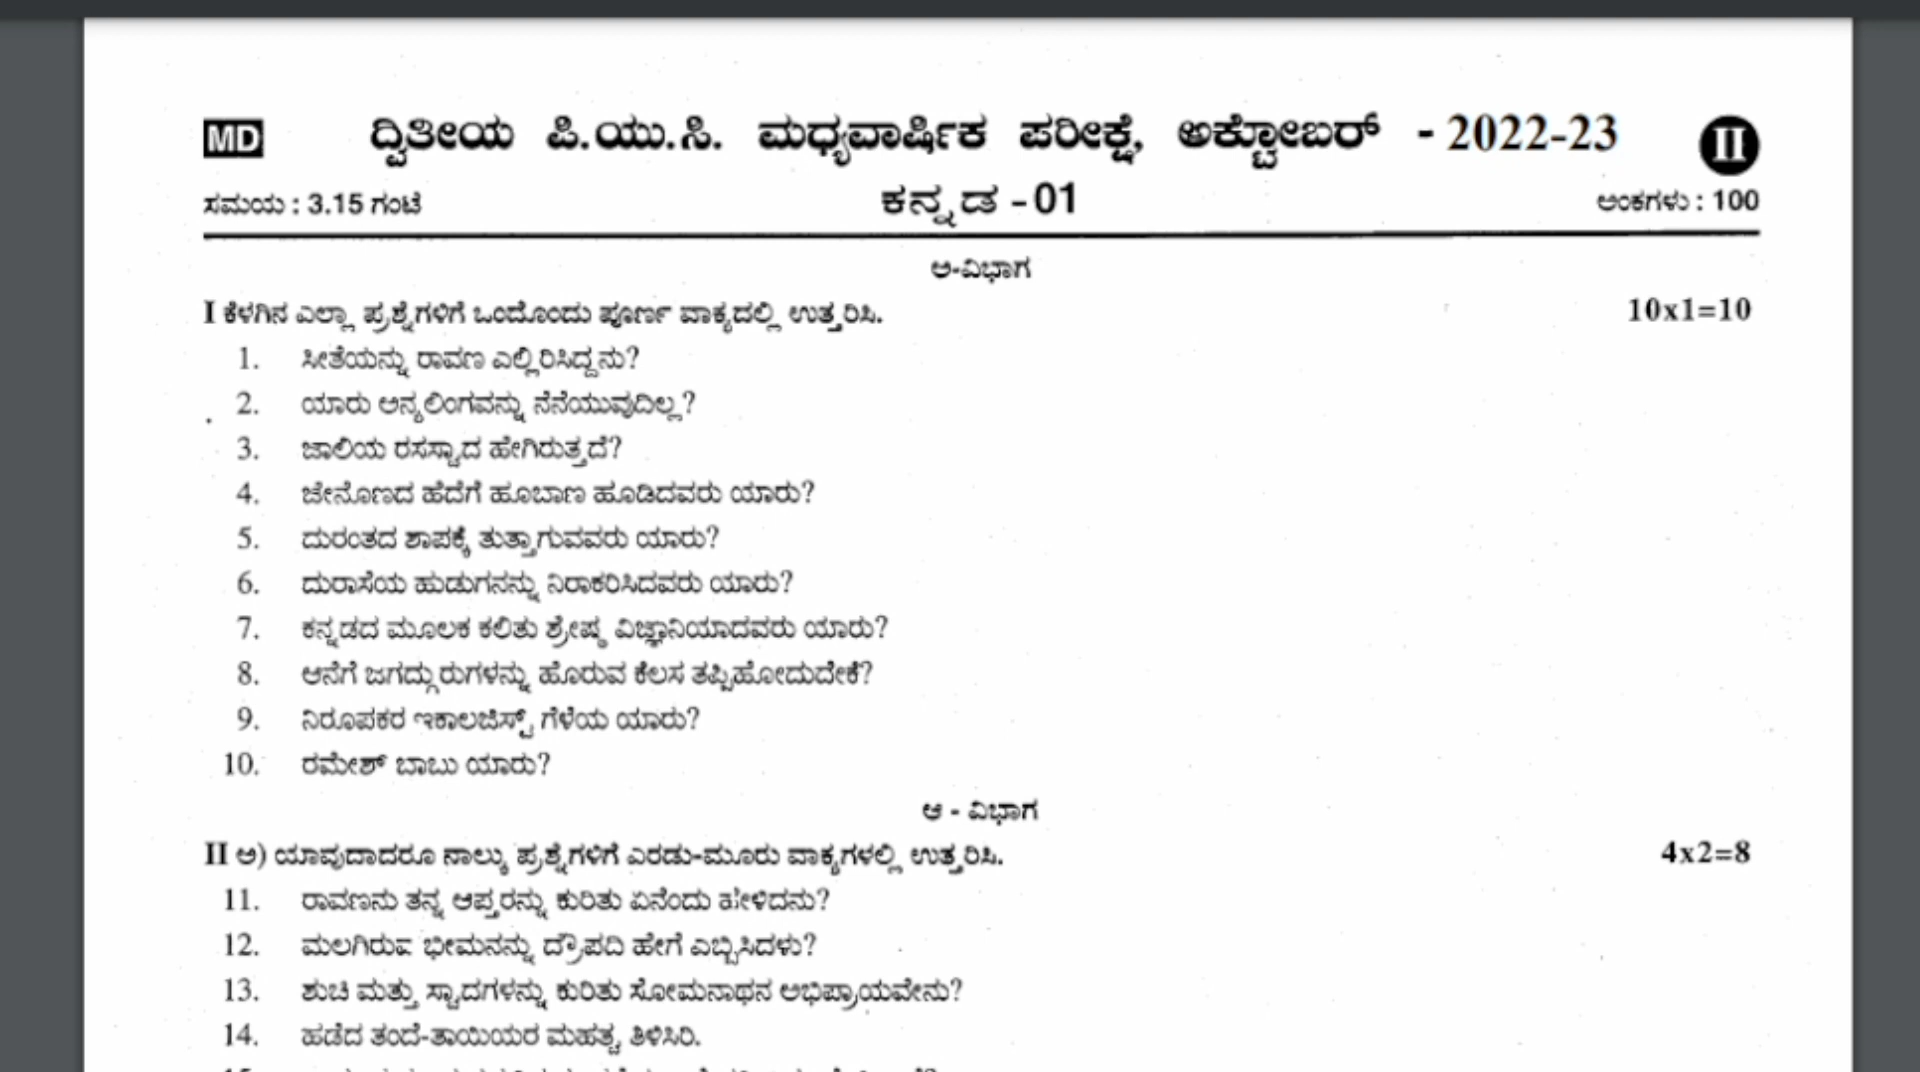 MD ದ್ವಿತೀಯ ಪಿ.ಯು.ಸಿ. ಮಧ್ಯವಾರ್ಷಿಕ ಪರೀಕ್ಷೆ, ಅಕ್ಟೋಬರ್ - 2022-23 II
ಸಮಯ : 3.15 ಗಂಟೆ ಕನ್ನಡ - 01 ಅಂಕಗಳು : 100
ಅ-ವಿಭಾಗ
I ಕೆಳಗಿನ ಎಲ್ಲಾ ಪ್ರಶ್ನೆಗಳಿಗೆ ಒಂದೊಂದು ಪೂರ್ಣ ವಾಕ್ಯದಲ್ಲಿ ಉತ್ತರಿಸಿ. 10x1=10
1. ಸೀತೆಯನ್ನು ರಾವಣ ಎಲ್ಲಿರಿಸಿದ್ದನು?
2. ಯಾರು ಅನ್ಯಲಿಂಗವನ್ನು ನೆನೆಯುವುದಿಲ್ಲ?
3. ಜಾಲಿಯ ರಸಸ್ವಾದ ಹೇಗಿರುತ್ತದೆ?
4. ಜೇನೊಣದ ಹೆದೆಗೆ ಹೂಬಾಣ ಹೂಡಿದವರು ಯಾರು?
5. ದುರಂತದ ಶಾಪಕ್ಕೆ ತುತ್ತಾಗುವವರು ಯಾರು?
6. ದುರಾಸೆಯ ಹುಡುಗನನ್ನು ನಿರಾಕರಿಸಿದವರು ಯಾರು?
7. ಕನ್ನಡದ ಮೂಲಕ ಕಲಿತು ಶ್ರೇಷ್ಠ ವಿಜ್ಞಾನಿಯಾದವರು ಯಾರು?
8. ಆನೆಗೆ ಜಗದ್ಗುರುಗಳನ್ನು ಹೊರುವ ಕೆಲಸ ತಪ್ಪಿಹೋದುದೇಕೆ?
9. ನಿರೂಪಕರ ಇಕಾಲಜಿಸ್ಟ್ ಗೆಳೆಯ ಯಾರು?
10. ರಮೇಶ್ ಬಾಬು ಯಾರು?
ಆ - ವಿಭಾಗ
II ಅ) ಯಾವುದಾದರೂ ನಾಲ್ಕು ಪ್ರಶ್ನೆಗಳಿಗೆ ಎರಡು-ಮೂರು ವಾಕ್ಯಗಳಲ್ಲಿ ಉತ್ತರಿಸಿ. 4x2=8
11. ರಾವಣನು ತನ್ನ ಆಪ್ತರನ್ನು ಕುರಿತು ಏನೆಂದು ಹೇಳಿದನು?
12. ಮಲಗಿರುವ ಭೀಮನನ್ನು ದ್ರೌಪದಿ ಹೇಗೆ ಎಬ್ಬಿಸಿದಳು?
13. ಶುಚಿ ಮತ್ತು ಸ್ವಾದಗಳನ್ನು ಕುರಿತು ಸೋಮನಾಥನ ಅಭಿಪ್ರಾಯವೇನು?
14. ಹಡೆದ ತಂದೆ-ತಾಯಿಯರ ಮಹತ್ವ ತಿಳಿಸಿರಿ.